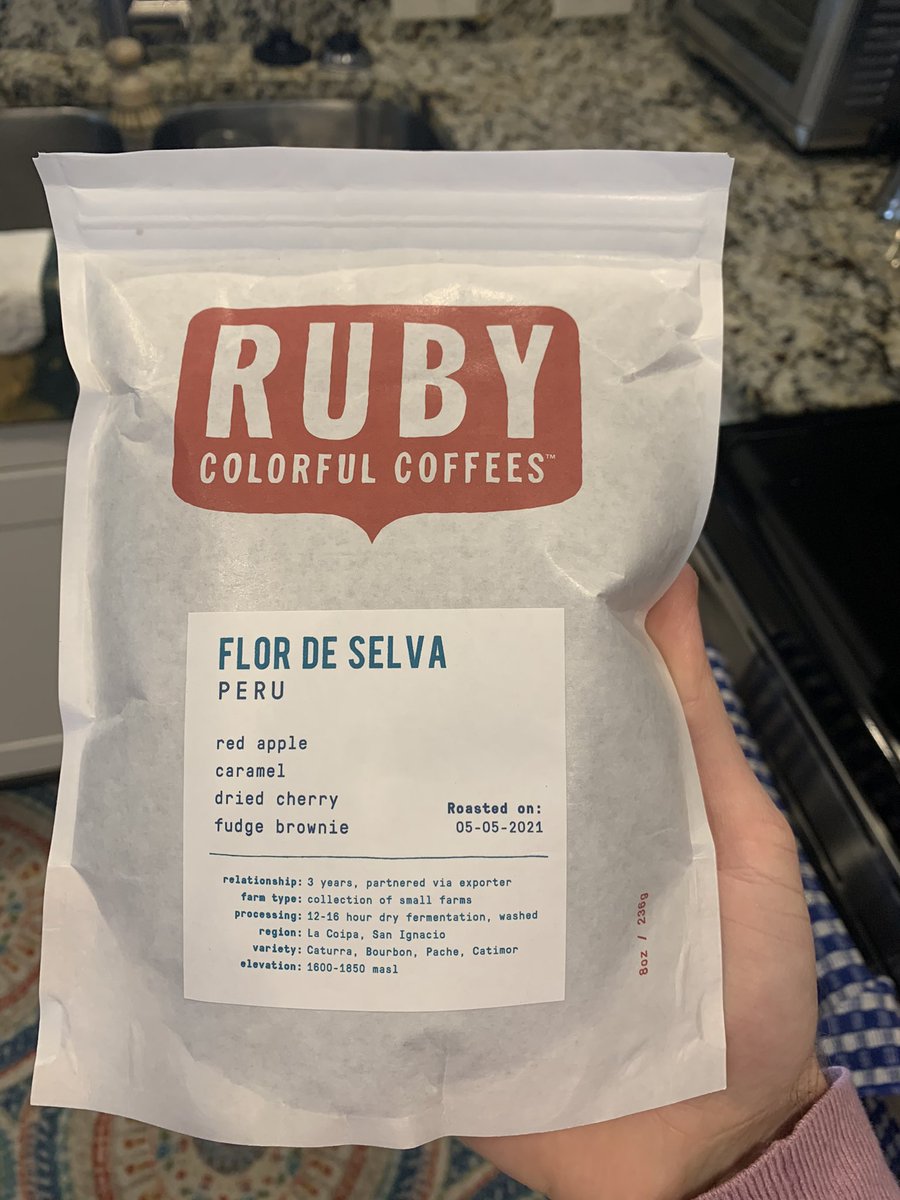 RUBY
COLORFUL COFFEES™
FLOR DE SELVA
PERU
red apple
caramel
dried cherry
fudge brownie
Roasted on:
05-05-2021
relationship: 3 years, partnered via exporter
farm type: collection of small farms
processing: 12-16 hour dry fermentation, washed
region: La Coipa, San Ignacio
variety: Caturra, Bourbon, Pache, Catimor
elevation: 1600-1850 masl
8oz / 236g